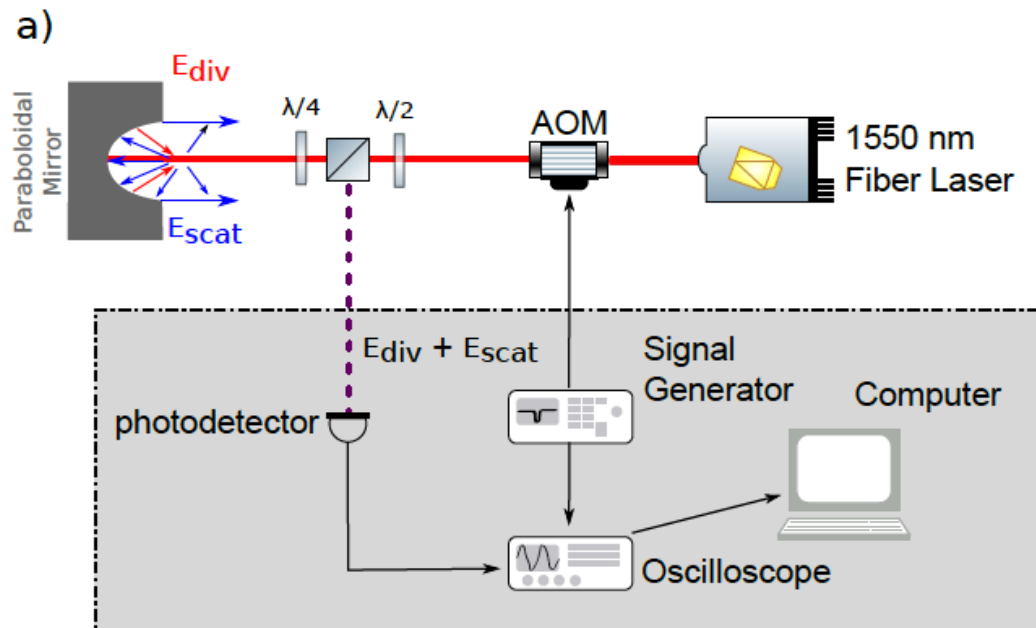 a)
Ediv
Paraboloidal
Mirror
Escat
λ/4
λ/2
AOM
1550 nm
Fiber Laser
Ediv + Escat
Signal
Generator
Computer
photodetector
Oscilloscope